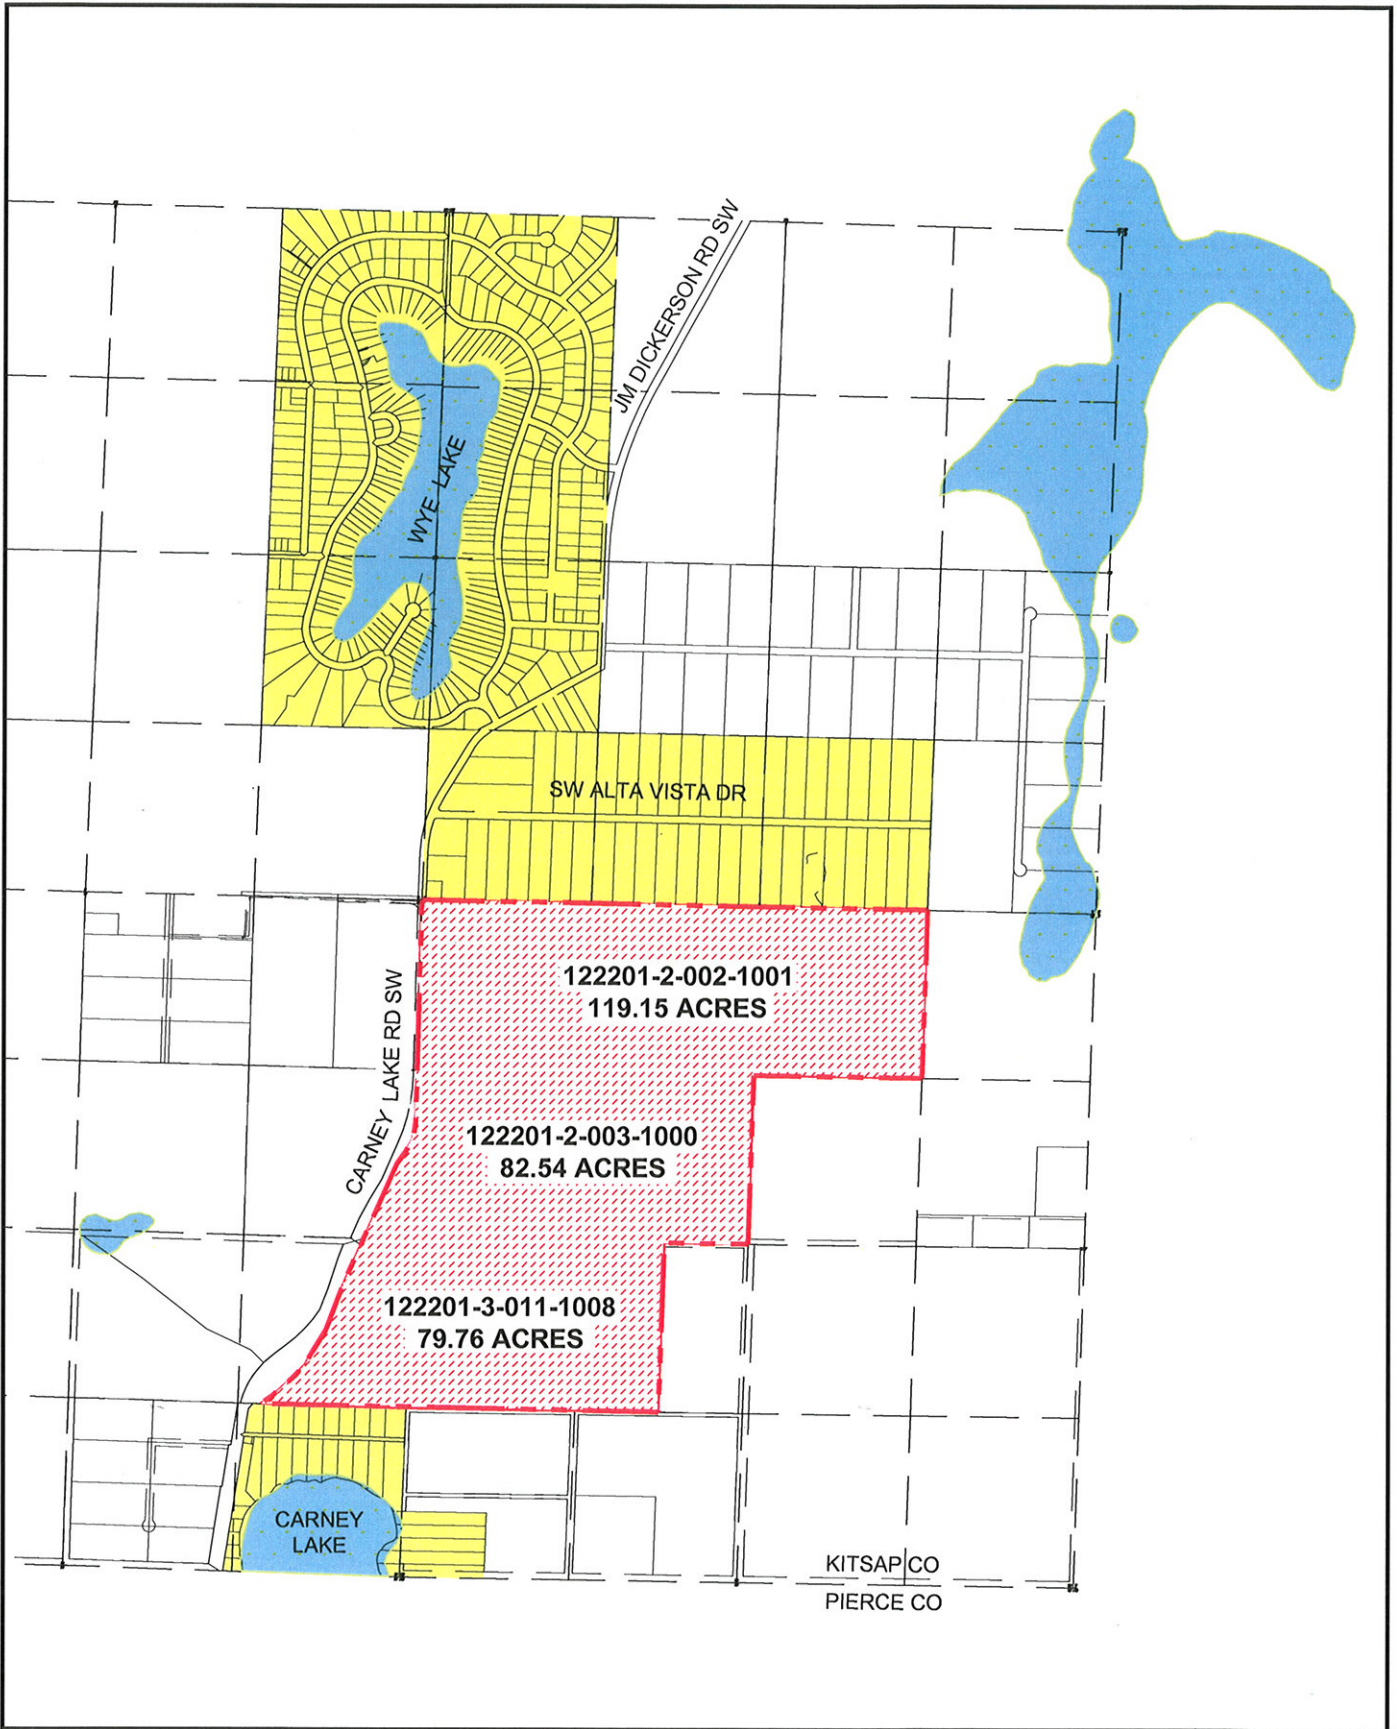 JM DICKERSON RD SW
WYE LAKE
SW ALTA VISTA DR
122201-2-002-1001
119.15 ACRES
CARNEY LAKE RD SW
122201-2-003-1000
82.54 ACRES
122201-3-011-1008
79.76 ACRES
CARNEY
LAKE
KITSAP CO
PIERCE CO